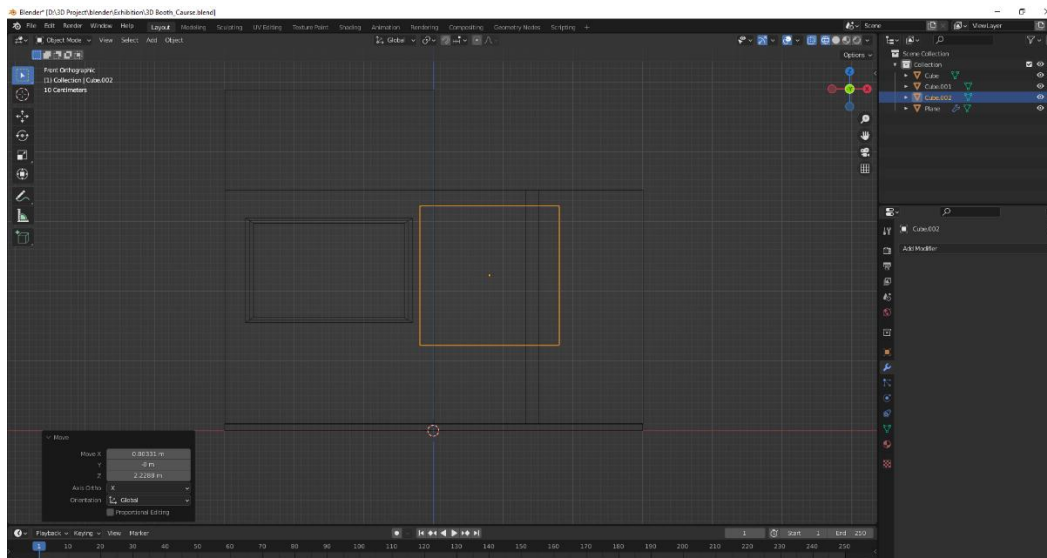 Blender* [D:\3D Project\blender\Exhibition\3D Booth_Caurse.blend]
File Edit Render Window Help Layout Modeling Sculpting UV Editing Texture Paint Shading Animation Rendering Compositing Geometry Nodes Scripting + Scene ViewLayer
Object Mode View Select Add Object Global
Options
Front Orthographic
(1) Collection | Cube.002
10 Centimeters
Z
Y
Scene Collection
Collection
Cube
Cube.001
Cube.002
Plane
Cube.002
Add Modifier
Move
Move X 0.80331 m
Y -0 m
Z 2.2288 m
Axis Ortho X
Orientation Global
Proportional Editing
Playback Keying View Marker 1 Start 1 End 250
1 10 20 30 40 50 60 70 80 90 100 110 120 130 140 150 160 170 180 190 200 210 220 230 240 250